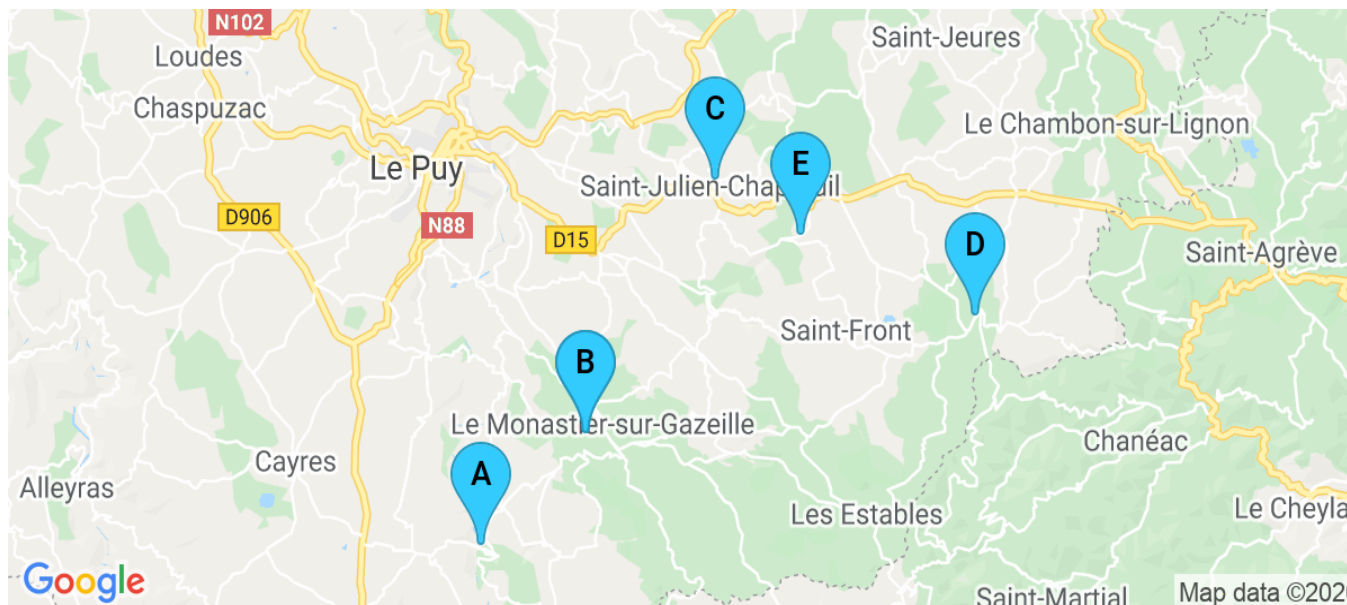 N102
Loudes
Saint-Jeures
Chaspuzac
C
Le Chambon-sur-Lignon
Le Puy
E
Saint-Julien-Chapteuil
D906
N88
D15
D
Saint-Agrève
Saint-Front
B
Le Monastier-sur-Gazeille
Chanéac
Cayres
A
Alleyras
Les Estables
Le Cheyla
Google
Saint-Martial
Map data ©2020